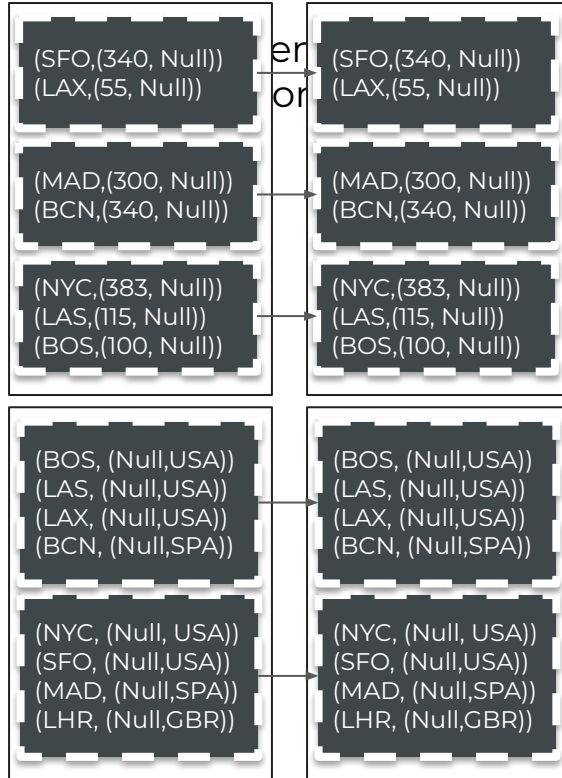 (SFO,(340, Null))
(LAX,(55, Null))
(SFO,(340, Null))
(LAX,(55, Null))
(MAD,(300, Null))
(BCN,(340, Null))
(MAD,(300, Null))
(BCN,(340, Null))
(NYC,(383, Null))
(LAS,(115, Null))
(BOS,(100, Null))
(NYC,(383, Null))
(LAS,(115, Null))
(BOS,(100, Null))
(BOS, (Null,USA))
(LAS, (Null,USA))
(LAX, (Null,USA))
(BCN, (Null,SPA))
(BOS, (Null,USA))
(LAS, (Null,USA))
(LAX, (Null,USA))
(BCN, (Null,SPA))
(NYC, (Null, USA))
(SFO, (Null,USA))
(MAD, (Null,SPA))
(LHR, (Null,GBR))
(NYC, (Null, USA))
(SFO, (Null,USA))
(MAD, (Null,SPA))
(LHR, (Null,GBR))